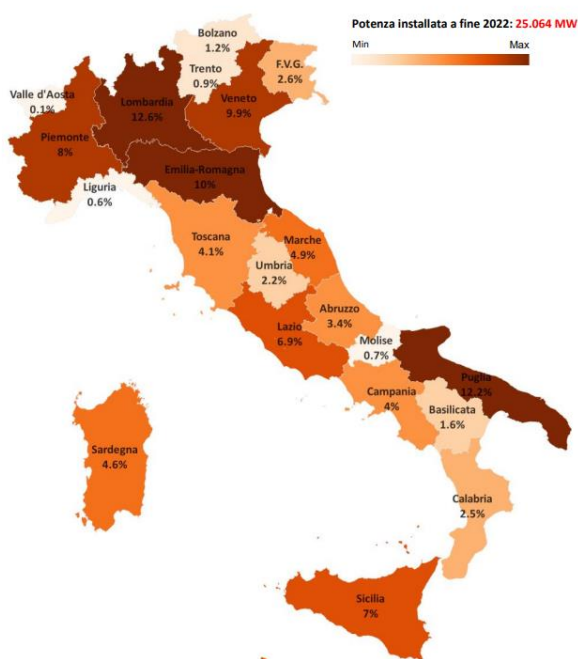 Potenza installata a fine 2022: 25.064 MW
Min Max
Bolzano
1.2%
Trento
0.9%
F.V.G.
2.6%
Valle d'Aosta
0.1%
Lombardia
12.6%
Veneto
9.9%
Piemonte
8%
Emilia-Romagna
10%
Liguria
0.6%
Toscana
4.1%
Marche
4.9%
Umbria
2.2%
Abruzzo
3.4%
Lazio
6.9%
Molise
0.7%
Puglia
12.2%
Campania
4%
Basilicata
1.6%
Sardegna
4.6%
Calabria
2.5%
Sicilia
7%